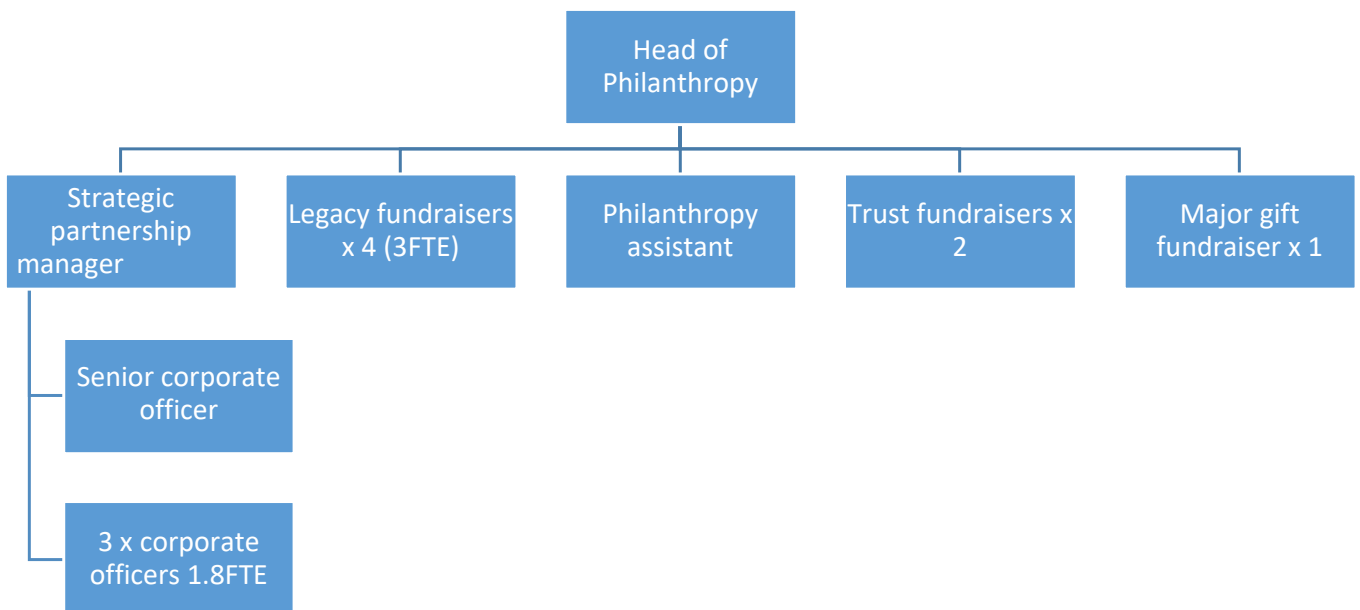 Head of
Philanthropy
Strategic
partnership
manager
Legacy fundraisers
x 4 (3FTE)
Philanthropy
assistant
Trust fundraisers x
2
Major gift
fundraiser x 1
Senior corporate
officer
3 x corporate
officers 1.8FTE